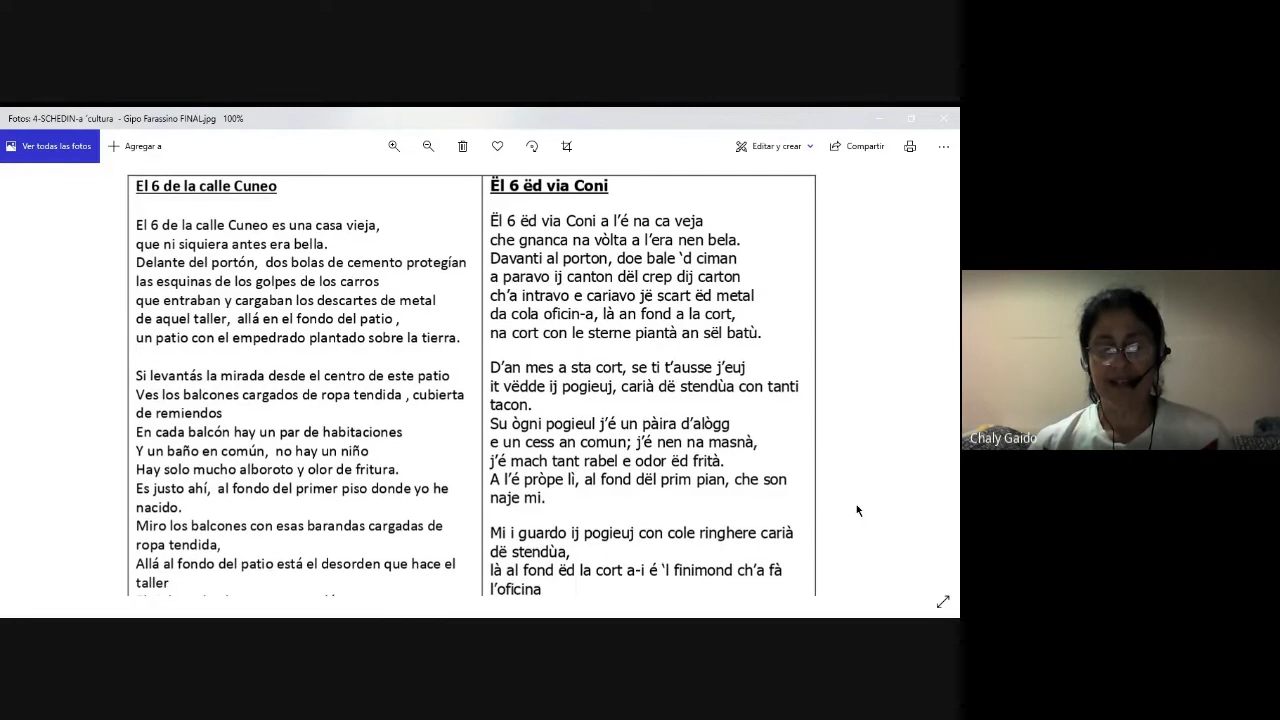 Fotos: 4-SCHEDIN-a ´cultura - Gipo Farassino FINAL.jpg 100%
Ver todas las fotos
Agregar a
Editar y crear
Compartir
El 6 de la calle Cuneo
El 6 de la calle Cuneo es una casa vieja,
que ni siquiera antes era bella.
Delante del portón, dos bolas de cemento protegían
las esquinas de los golpes de los carros
que entraban y cargaban los descartes de metal
de aquel taller, allá en el fondo del patio ,
un patio con el empedrado plantado sobre la tierra.
Si levantás la mirada desde el centro de este patio
Ves los balcones cargados de ropa tendida , cubierta
de remiendos
En cada balcón hay un par de habitaciones
Y un baño en común, no hay un niño
Hay solo mucho alboroto y olor de fritura.
Es justo ahí, al fondo del primer piso donde yo he
nacido.
Miro los balcones con esas barandas cargadas de
ropa tendida,
Allá al fondo del patio está el desorden que hace el
taller
Ël 6 ëd via Coni
Ël 6 ëd via Coni a l’é na ca veja
che gnanca na vòlta a l’era nen bela.
Davanti al porton, doe bale ‘d ciman
a paravo ij canton dël crep dij carton
ch’a intravo e cariavo jë scart ëd metal
da cola oficin-a, là an fond a la cort,
na cort con le sterne piantà an sël batù.
D’an mes a sta cort, se ti t’ausse j’euj
it vëdde ij pogieuj, carià dë stendùa con tanti
tacon.
Su ògni pogieul j’é un pàira d’alògg
e un cess an comun; j’é nen na masnà,
j’é mach tant rabel e odor ëd frità.
A l’é pròpe lì, al fond dël prim pian, che son
naje mi.
Mi i guardo ij pogieuj con cole ringhere carià
dë stendùa,
là al fond ëd la cort a-i é ‘l finimond ch’a fà
l’oficina
Chaly Gaido